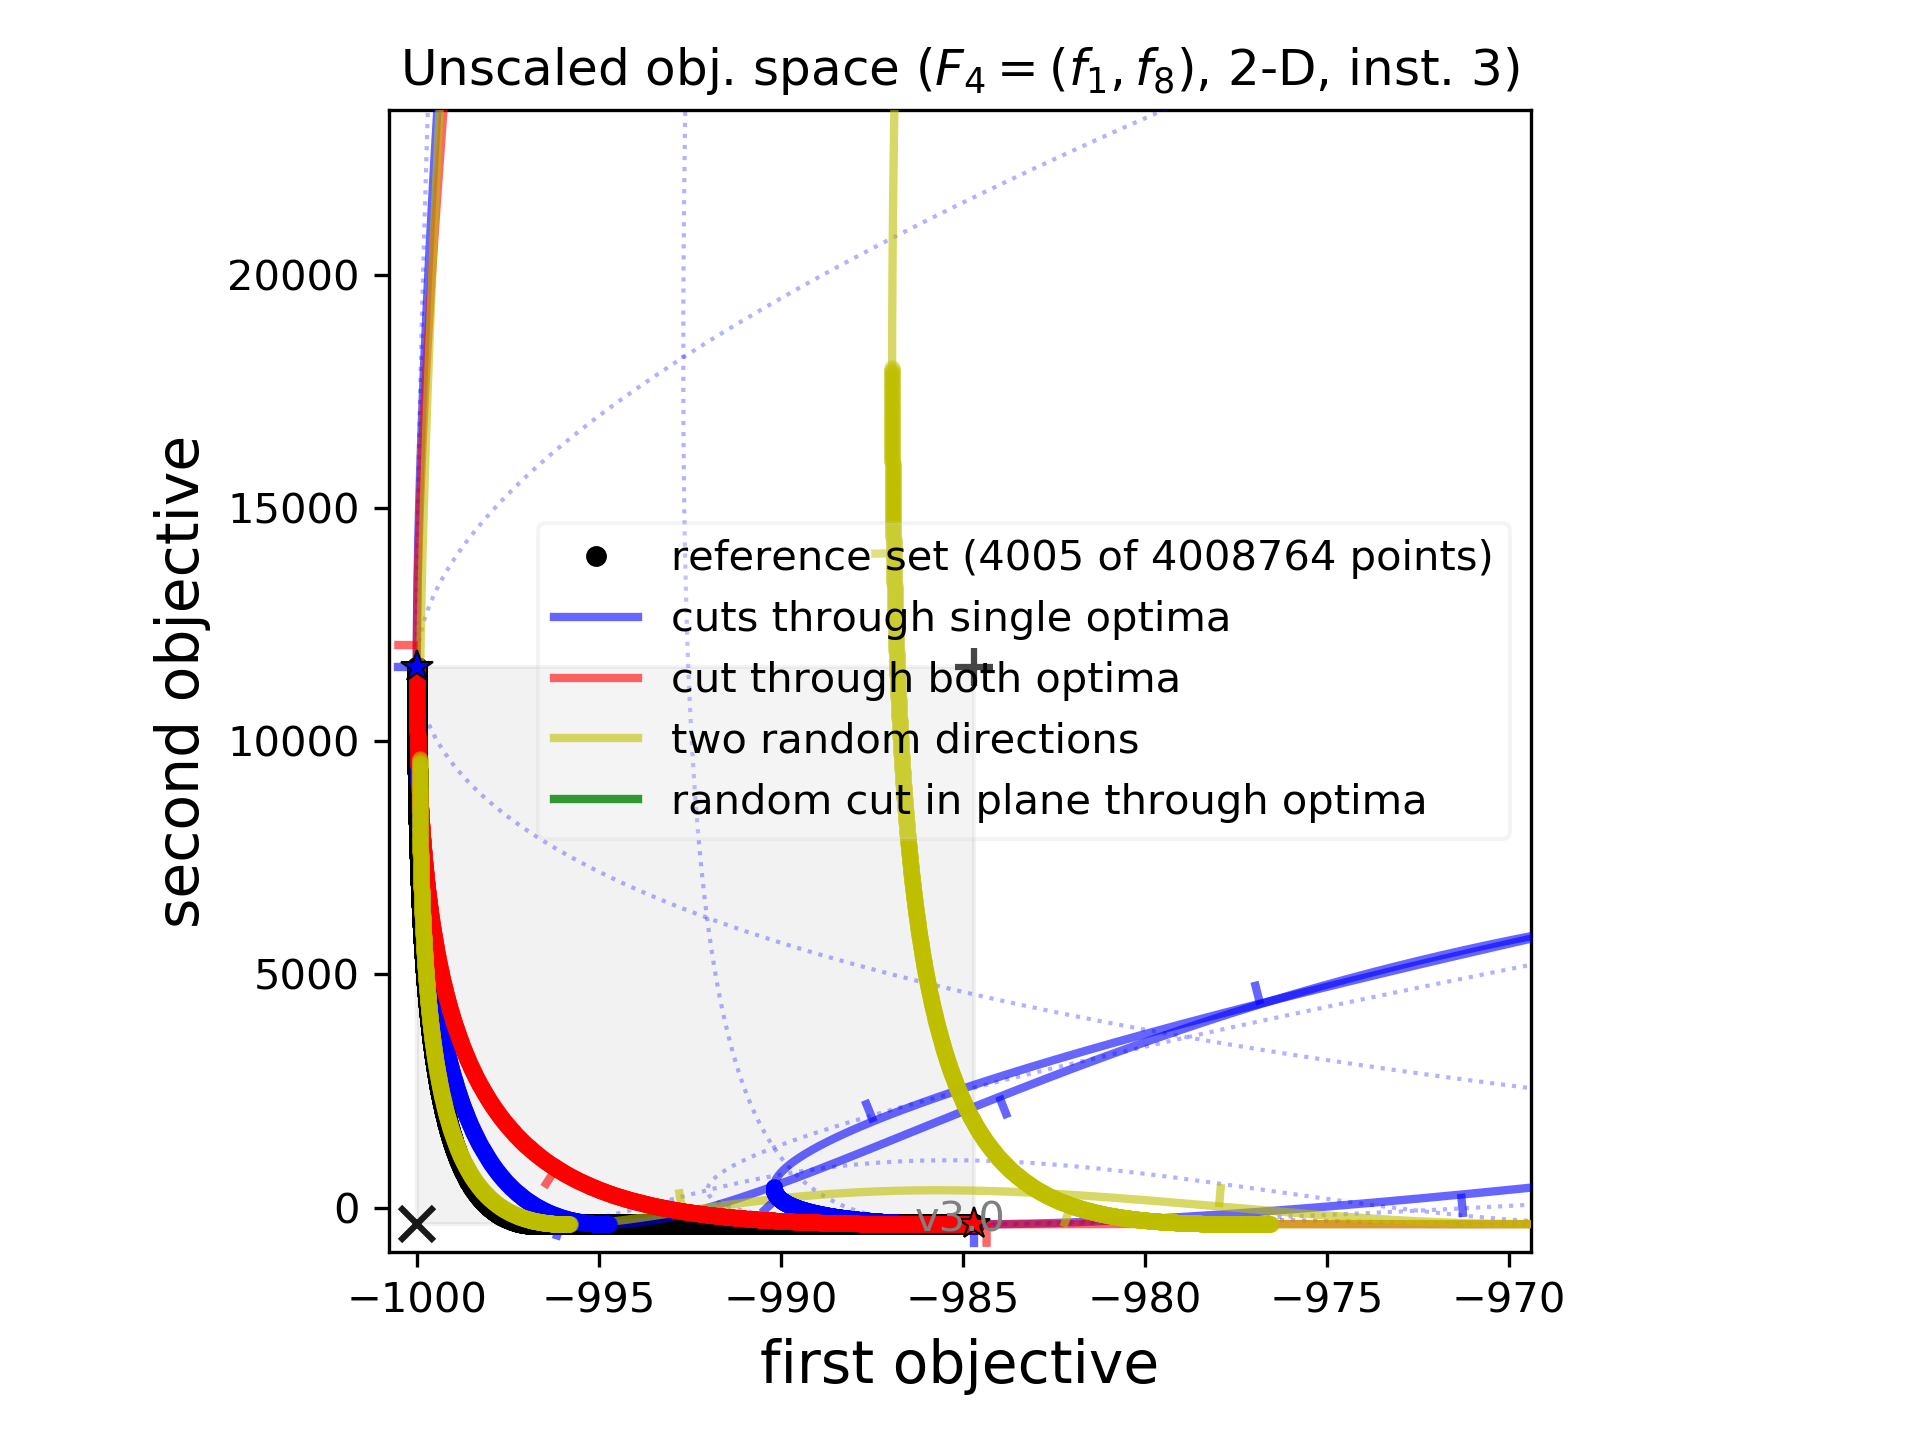 Unscaled obj. space (F₄ = (f₁, f₈), 2-D, inst. 3)
second objective
20000
15000
10000
5000
0
reference set (4005 of 4008764 points)
cuts through single optima
cut through both optima
two random directions
random cut in plane through optima
v3.0
−1000 −995 −990 −985 −980 −975 −970
first objective